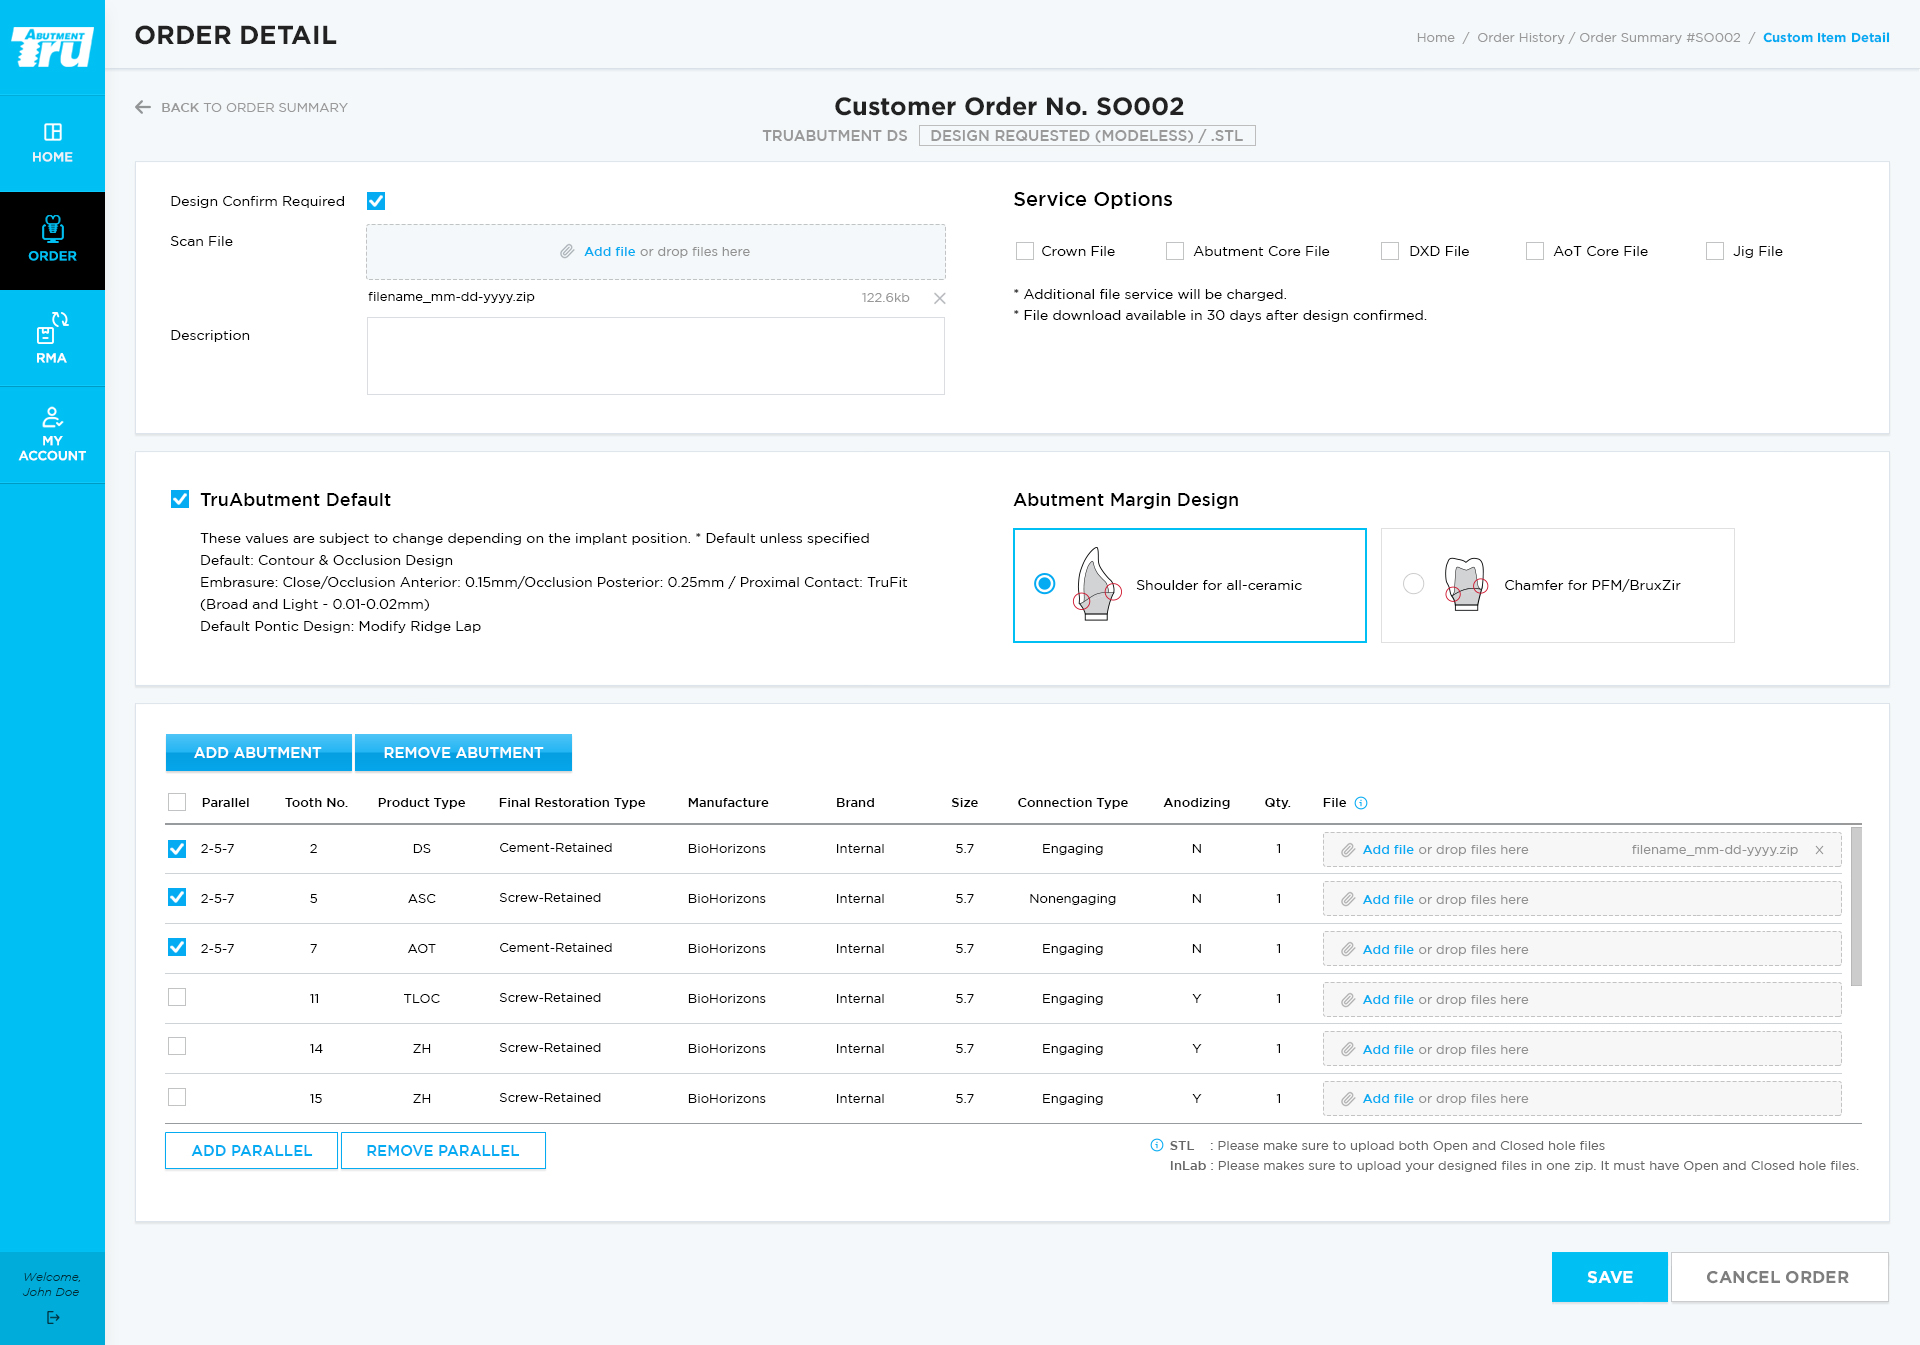 ABUTMENT
Tru
HOME
ORDER
RMA
MY
ACCOUNT
Welcome,
John Doe
ORDER DETAIL
Home / Order History / Order Summary #SO002 / Custom Item Detail
BACK TO ORDER SUMMARY
Customer Order No. SO002
TRUABUTMENT DS DESIGN REQUESTED (MODELESS) / .STL
Design Confirm Required
Scan File
Add file or drop files here
filename_mm-dd-yyyy.zip 122.6kb
Description
Service Options
Crown File Abutment Core File DXD File AoT Core File Jig File
* Additional file service will be charged.
* File download available in 30 days after design confirmed.
TruAbutment Default
These values are subject to change depending on the implant position. * Default unless specified
Default: Contour & Occlusion Design
Embrasure: Close/Occlusion Anterior: 0.15mm/Occlusion Posterior: 0.25mm / Proximal Contact: TruFit
(Broad and Light - 0.01-0.02mm)
Default Pontic Design: Modify Ridge Lap
Abutment Margin Design
Shoulder for all-ceramic
Chamfer for PFM/BruxZir
ADD ABUTMENT REMOVE ABUTMENT
Parallel Tooth No. Product Type Final Restoration Type Manufacture Brand Size Connection Type Anodizing Qty. File
2-5-7 2 DS Cement-Retained BioHorizons Internal 5.7 Engaging N 1 Add file or drop files here filename_mm-dd-yyyy.zip X
2-5-7 5 ASC Screw-Retained BioHorizons Internal 5.7 Nonengaging N 1 Add file or drop files here
2-5-7 7 AOT Cement-Retained BioHorizons Internal 5.7 Engaging N 1 Add file or drop files here
11 TLOC Screw-Retained BioHorizons Internal 5.7 Engaging Y 1 Add file or drop files here
14 ZH Screw-Retained BioHorizons Internal 5.7 Engaging Y 1 Add file or drop files here
15 ZH Screw-Retained BioHorizons Internal 5.7 Engaging Y 1 Add file or drop files here
ADD PARALLEL REMOVE PARALLEL
STL : Please make sure to upload both Open and Closed hole files
InLab : Please makes sure to upload your designed files in one zip. It must have Open and Closed hole files.
SAVE CANCEL ORDER